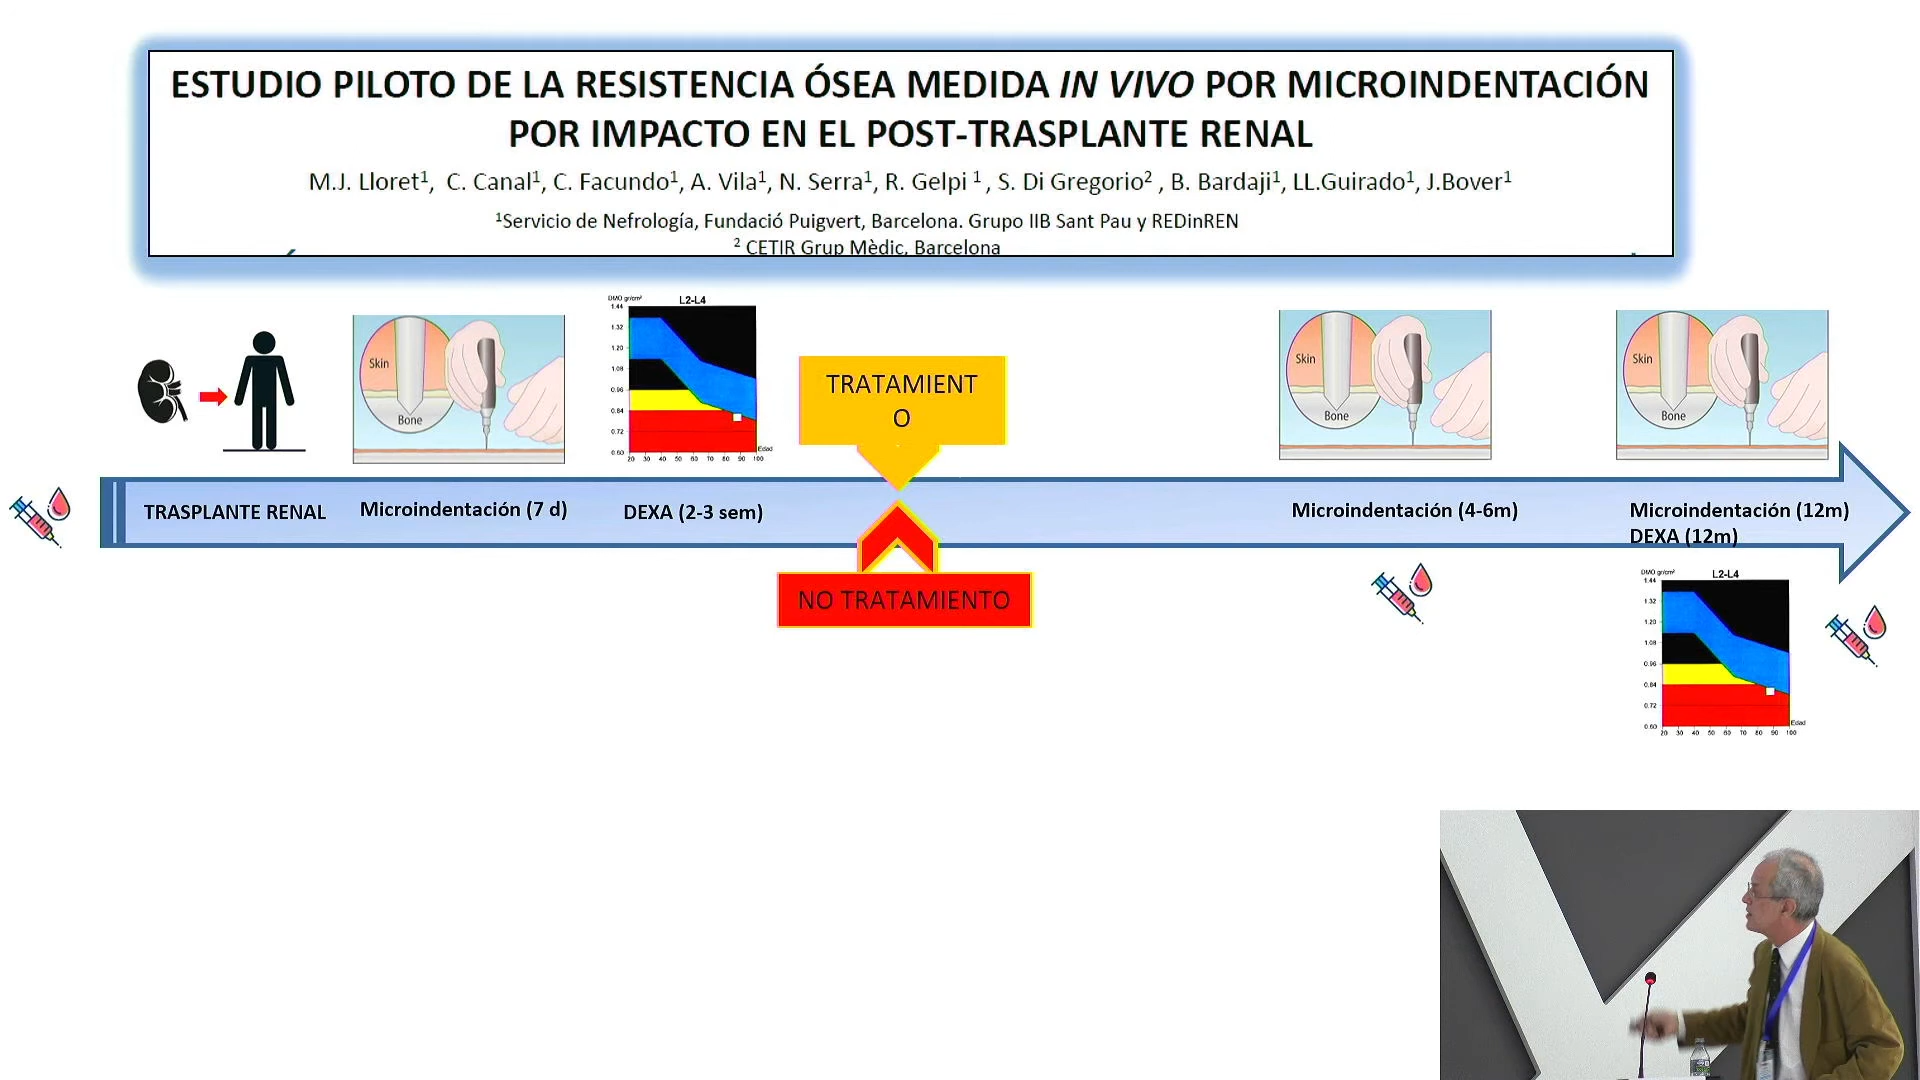 ESTUDIO PILOTO DE LA RESISTENCIA ÓSEA MEDIDA IN VIVO POR MICROINDENTACIÓN
POR IMPACTO EN EL POST-TRASPLANTE RENAL
M.J. Lloret¹, C. Canal¹, C. Facundo¹, A. Vila¹, N. Serra¹, R. Gelpi ¹ , S. Di Gregorio² , B. Bardaji¹, LL.Guirado¹, J.Bover¹
¹Servicio de Nefrología, Fundació Puigvert, Barcelona. Grupo IIB Sant Pau y REDinREN
² CETIR Grup Mèdic, Barcelona
Skin
Bone
DMO gr/cm²
L2-L4
1.44
1.32
1.20
1.08
0.96
0.84
0.72
0.60
Edad
20 30 40 50 60 70 80 90 100
TRATAMIENT
O
Skin
Bone
Skin
Bone
TRASPLANTE RENAL
Microindentación (7 d)
DEXA (2-3 sem)
Microindentación (4-6m)
Microindentación (12m)
DEXA (12m)
NO TRATAMIENTO
DMO gr/cm²
L2-L4
1.44
1.32
1.20
1.08
0.96
0.84
0.72
0.60
Edad
20 30 40 50 60 70 80 90 100